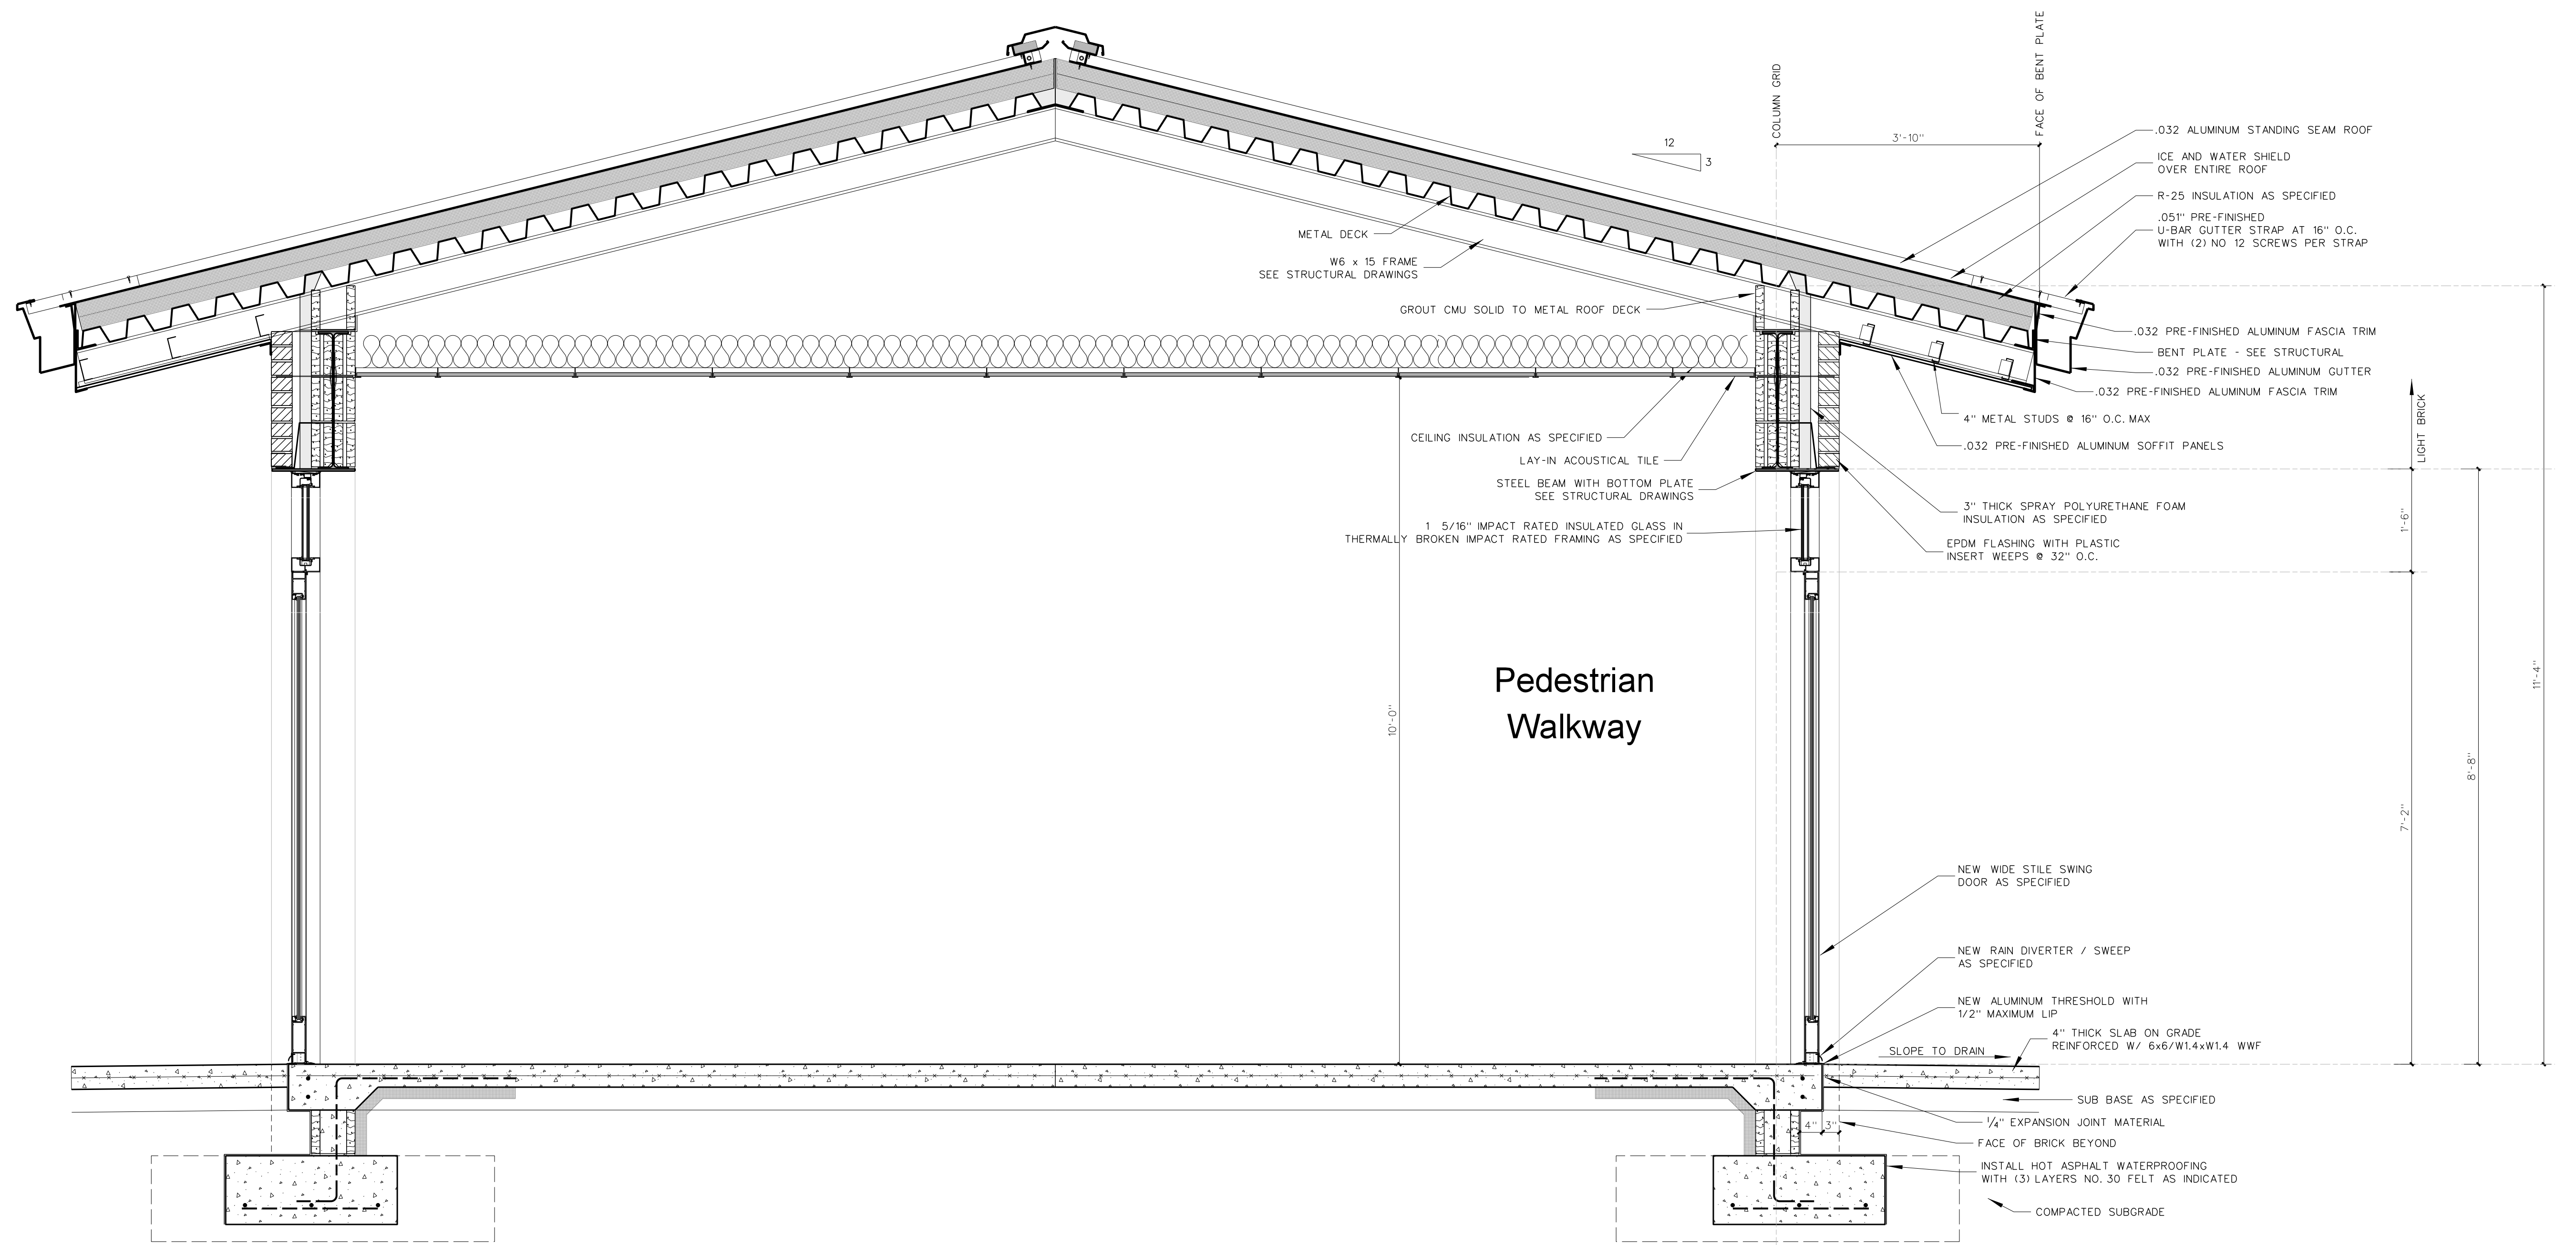 COLUMN GRID
FACE OF BENT PLATE
3'-10"
12
3
.032 ALUMINUM STANDING SEAM ROOF
ICE AND WATER SHIELD
OVER ENTIRE ROOF
R-25 INSULATION AS SPECIFIED
.051" PRE-FINISHED
U-BAR GUTTER STRAP AT 16" O.C.
WITH (2) NO 12 SCREWS PER STRAP
METAL DECK
W6 x 15 FRAME
SEE STRUCTURAL DRAWINGS
GROUT CMU SOLID TO METAL ROOF DECK
.032 PRE-FINISHED ALUMINUM FASCIA TRIM
BENT PLATE - SEE STRUCTURAL
.032 PRE-FINISHED ALUMINUM GUTTER
.032 PRE-FINISHED ALUMINUM FASCIA TRIM
4" METAL STUDS @ 16" O.C. MAX
.032 PRE-FINISHED ALUMINUM SOFFIT PANELS
LIGHT BRICK
CEILING INSULATION AS SPECIFIED
LAY-IN ACOUSTICAL TILE
STEEL BEAM WITH BOTTOM PLATE
SEE STRUCTURAL DRAWINGS
1 5/16" IMPACT RATED INSULATED GLASS IN
THERMALLY BROKEN IMPACT RATED FRAMING AS SPECIFIED
3" THICK SPRAY POLYURETHANE FOAM
INSULATION AS SPECIFIED
EPDM FLASHING WITH PLASTIC
INSERT WEEPS @ 32" O.C.
1'-6"
11'-4"
8'-8"
7'-2"
10'-0"
Pedestrian
Walkway
NEW WIDE STILE SWING
DOOR AS SPECIFIED
NEW RAIN DIVERTER / SWEEP
AS SPECIFIED
NEW ALUMINUM THRESHOLD WITH
1/2" MAXIMUM LIP
4" THICK SLAB ON GRADE
REINFORCED W/ 6x6/W1.4xW1.4 WWF
SLOPE TO DRAIN
SUB BASE AS SPECIFIED
1/4" EXPANSION JOINT MATERIAL
4"
3"
FACE OF BRICK BEYOND
INSTALL HOT ASPHALT WATERPROOFING
WITH (3) LAYERS NO. 30 FELT AS INDICATED
COMPACTED SUBGRADE